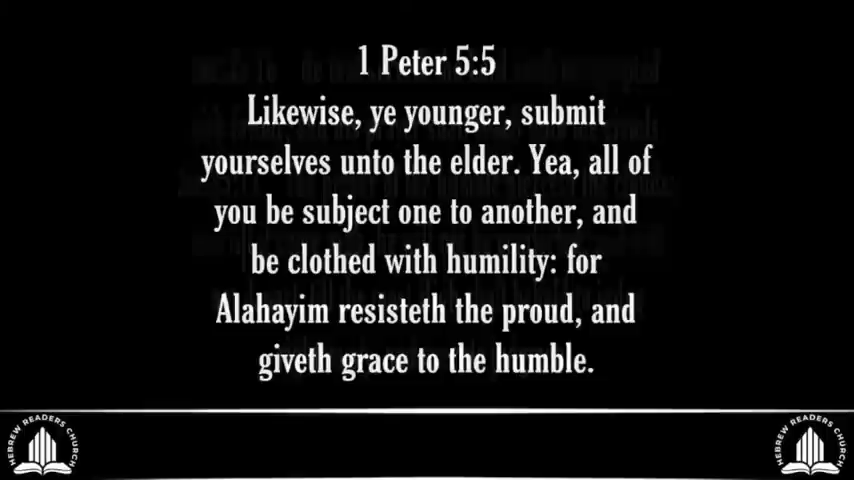 1 Peter 5:5
Likewise, ye younger, submit
yourselves unto the elder. Yea, all of
you be subject one to another, and
be clothed with humility: for
Alahayim resisteth the proud, and
giveth grace to the humble.
HEBREW READERS CHURCH
HEBREW READERS CHURCH